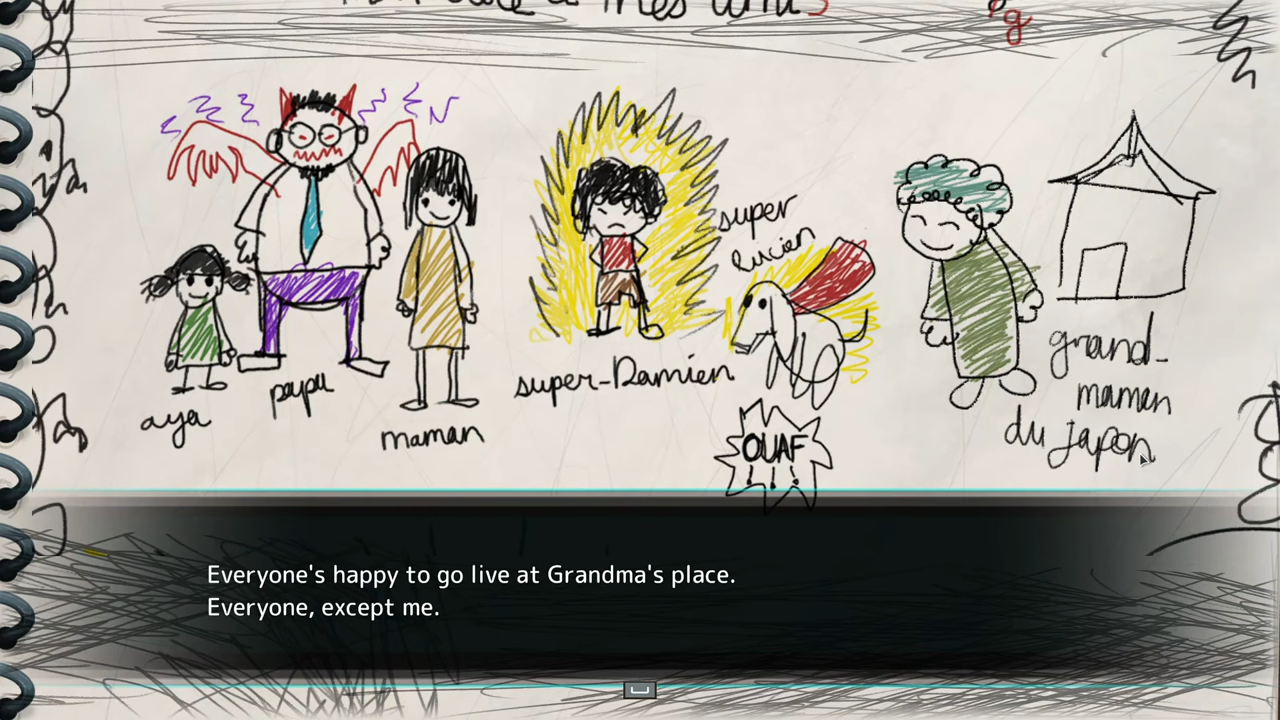 super
lucien
aya
papa
maman
super-Damien
OUAF
!!!
grand-
maman
du japon
Everyone's happy to go live at Grandma's place.
Everyone, except me.